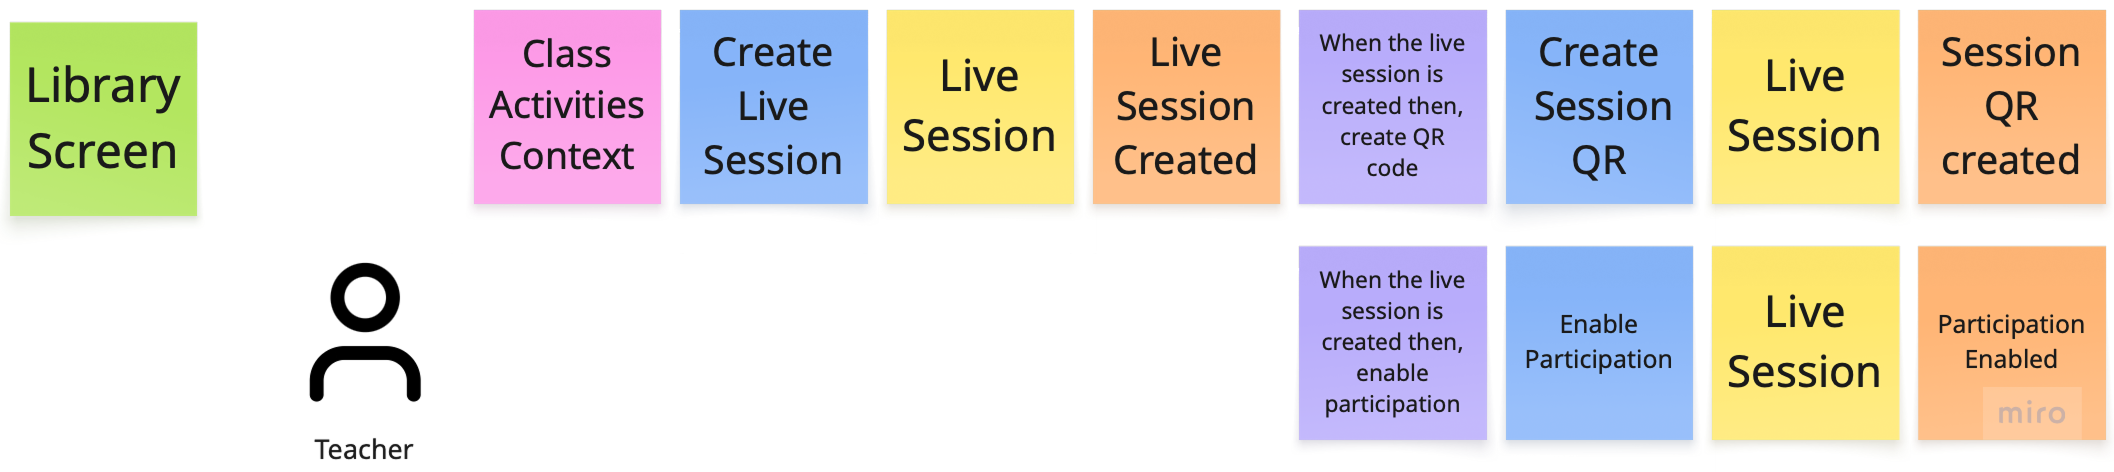 Library
Screen
Class
Activities
Context
Create
Live
Session
Live
Session
Live
Session
Created
When the live
session is
created then,
create QR
code
Create
Session
QR
Live
Session
Session
QR
created
Teacher
When the live
session is
created then,
enable
participation
Enable
Participation
Live
Session
Participation
Enabled
miro